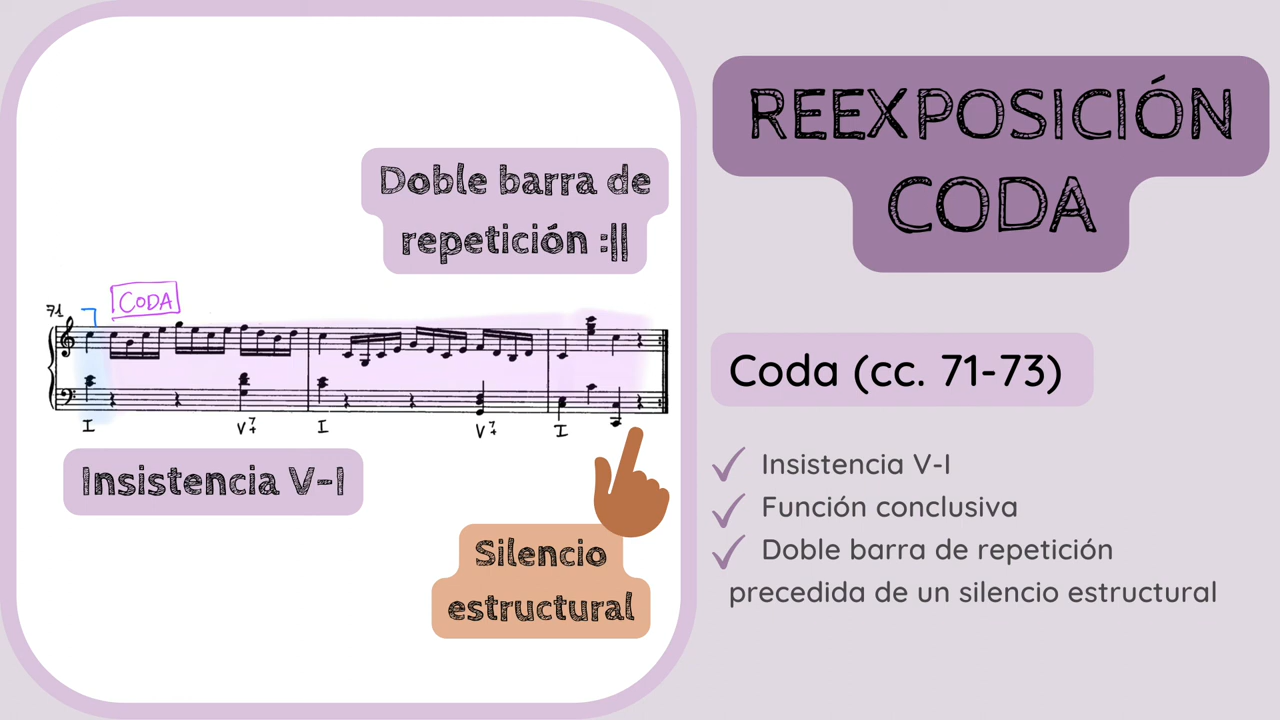 Doble barra de
repetición :||
71
CODA
I V7 I V7 I
Insistencia V-I
Silencio
estructural
REEXPOSICIÓN
CODA
Coda (cc. 71-73)
Insistencia V-I
Función conclusiva
Doble barra de repetición
precedida de un silencio estructural